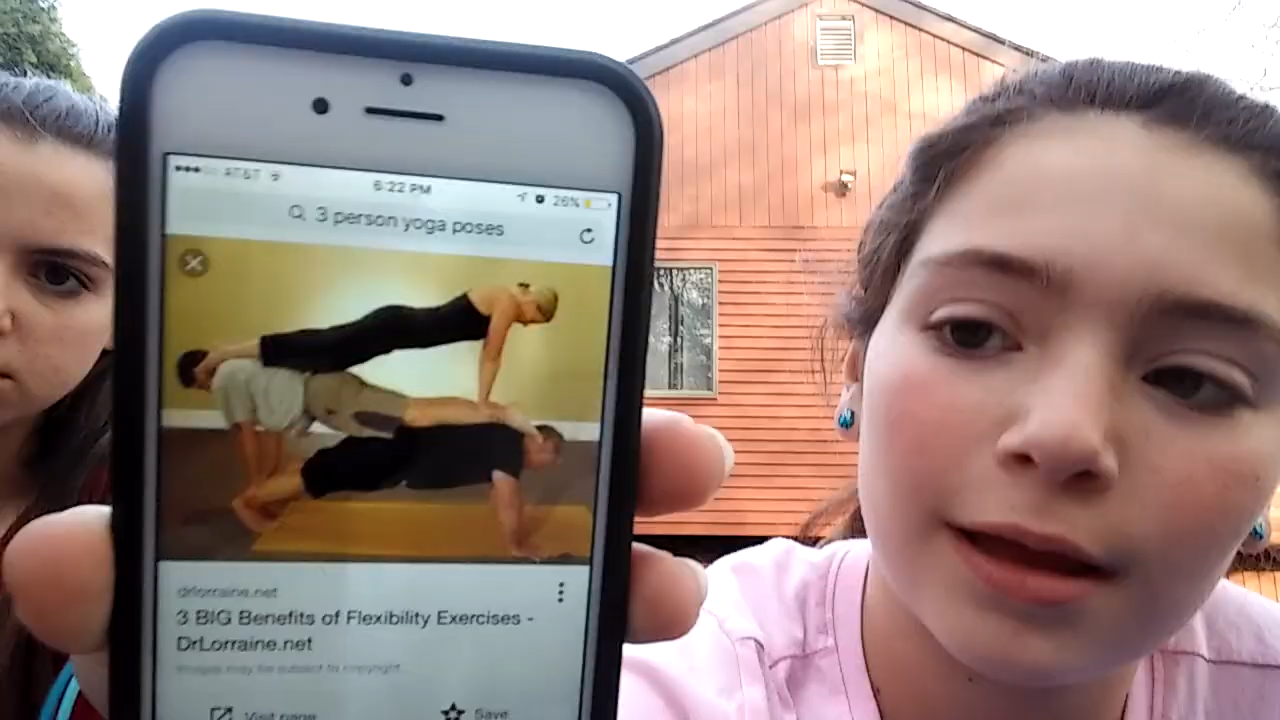 AT&T
6:22 PM
26%
3 person yoga poses
drlorraine.net
3 BIG Benefits of Flexibility Exercises -
DrLorraine.net
Images may be subject to copyright.
Visit page
Save